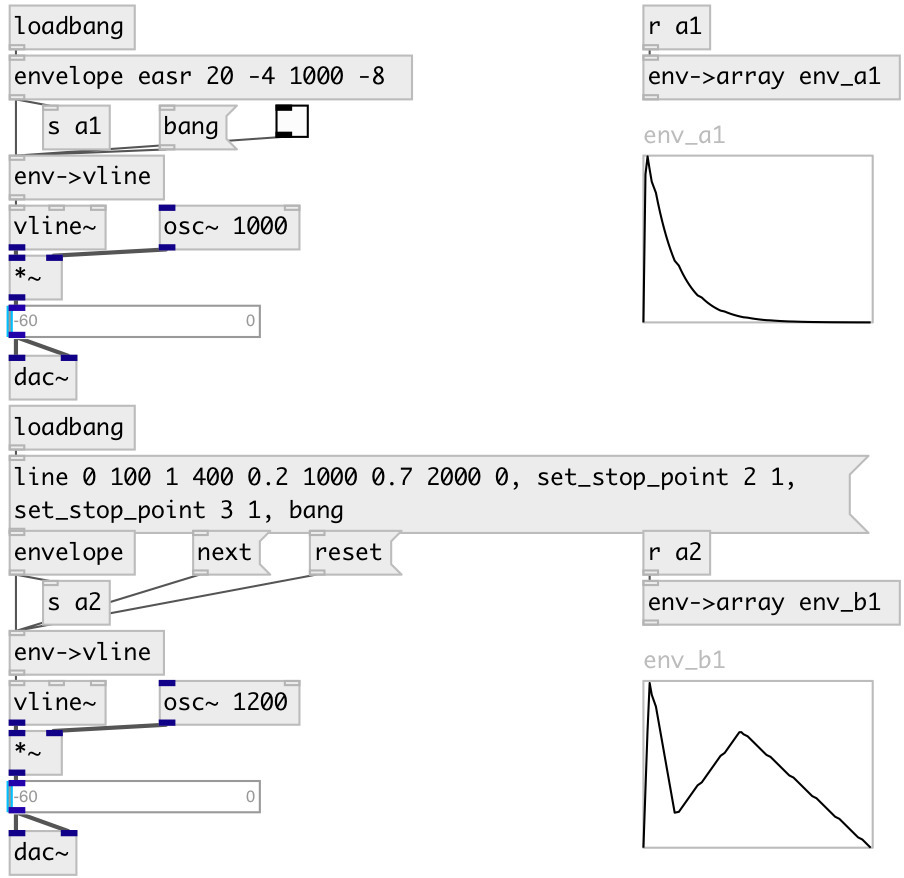 loadbang
r a1
envelope easr 20 -4 1000 -8
env->array env_a1
s a1
bang
env_a1
env->vline
vline~
osc~ 1000
*~
-60 0
dac~
loadbang
line 0 100 1 400 0.2 1000 0.7 2000 0, set_stop_point 2 1,
set_stop_point 3 1, bang
envelope
next
reset
r a2
s a2
env->array env_b1
env->vline
env_b1
vline~
osc~ 1200
*~
-60 0
dac~